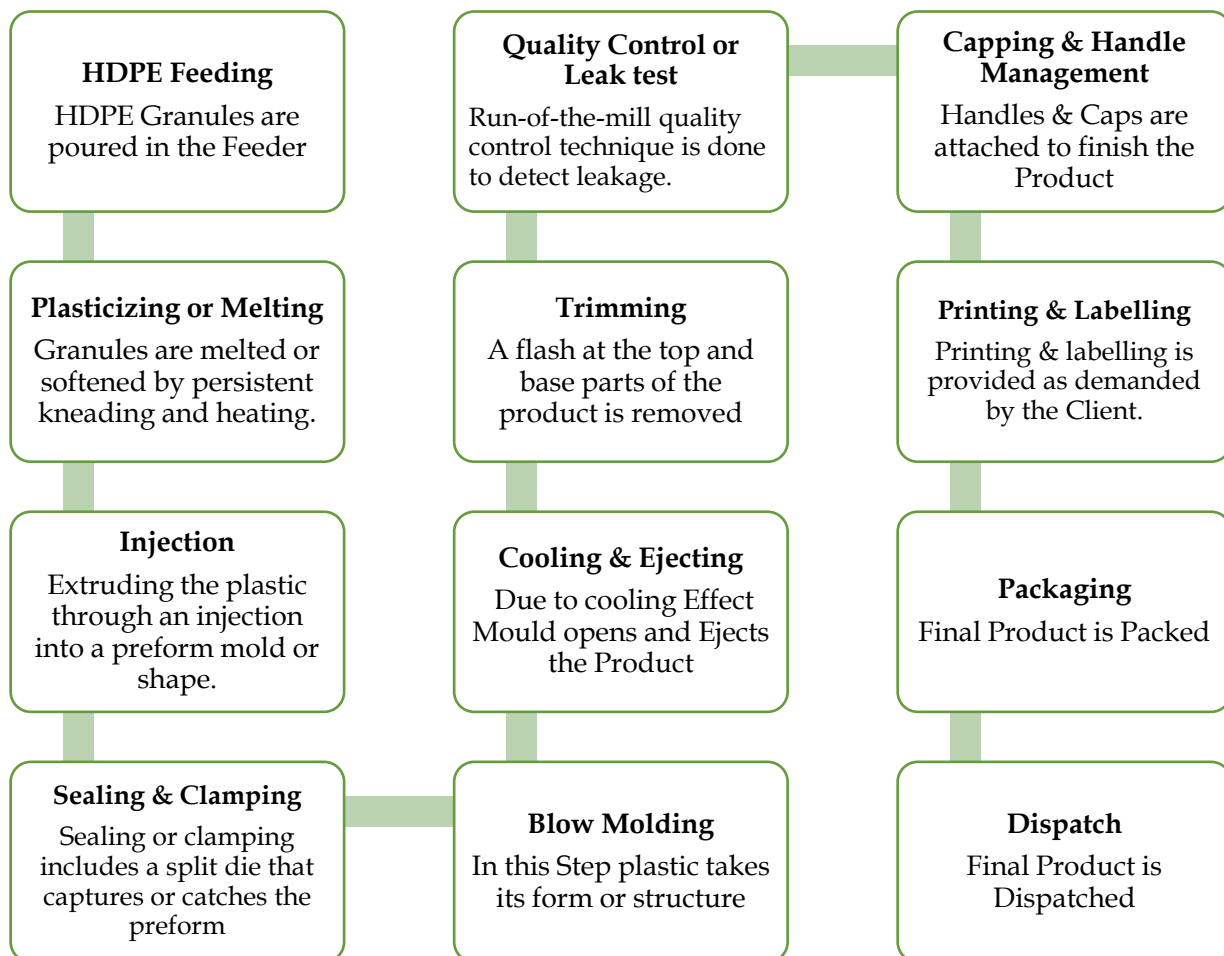 HDPE Feeding
HDPE Granules are
poured in the Feeder
Plasticizing or Melting
Granules are melted or
softened by persistent
kneading and heating.
Injection
Extruding the plastic
through an injection
into a preform mold or
shape.
Sealing & Clamping
Sealing or clamping
includes a split die that
captures or catches the
preform
Blow Molding
In this Step plastic takes
its form or structure
Cooling & Ejecting
Due to cooling Effect
Mould opens and Ejects
the Product
Trimming
A flash at the top and
base parts of the
product is removed
Quality Control or
Leak test
Run-of-the-mill quality
control technique is done
to detect leakage.
Capping & Handle
Management
Handles & Caps are
attached to finish the
Product
Printing & Labelling
Printing & labelling is
provided as demanded
by the Client.
Packaging
Final Product is Packed
Dispatch
Final Product is
Dispatched